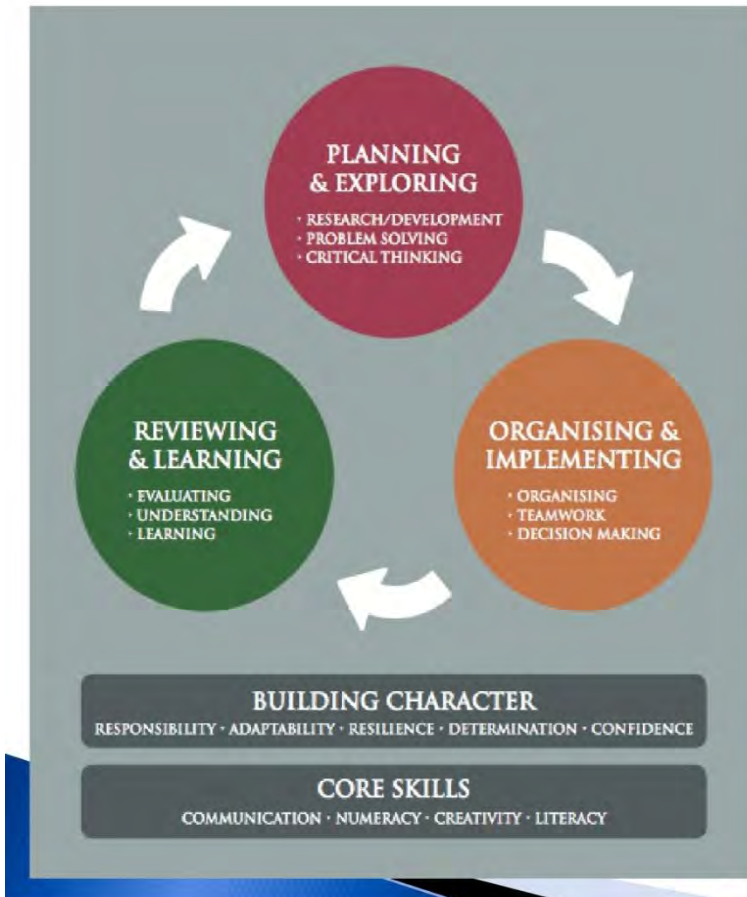 PLANNING
& EXPLORING
· RESEARCH/DEVELOPMENT
· PROBLEM SOLVING
· CRITICAL THINKING
REVIEWING
& LEARNING
· EVALUATING
· UNDERSTANDING
· LEARNING
ORGANISING &
IMPLEMENTING
· ORGANISING
· TEAMWORK
· DECISION MAKING
BUILDING CHARACTER
RESPONSIBILITY · ADAPTABILITY · RESILIENCE · DETERMINATION · CONFIDENCE
CORE SKILLS
COMMUNICATION · NUMERACY · CREATIVITY · LITERACY